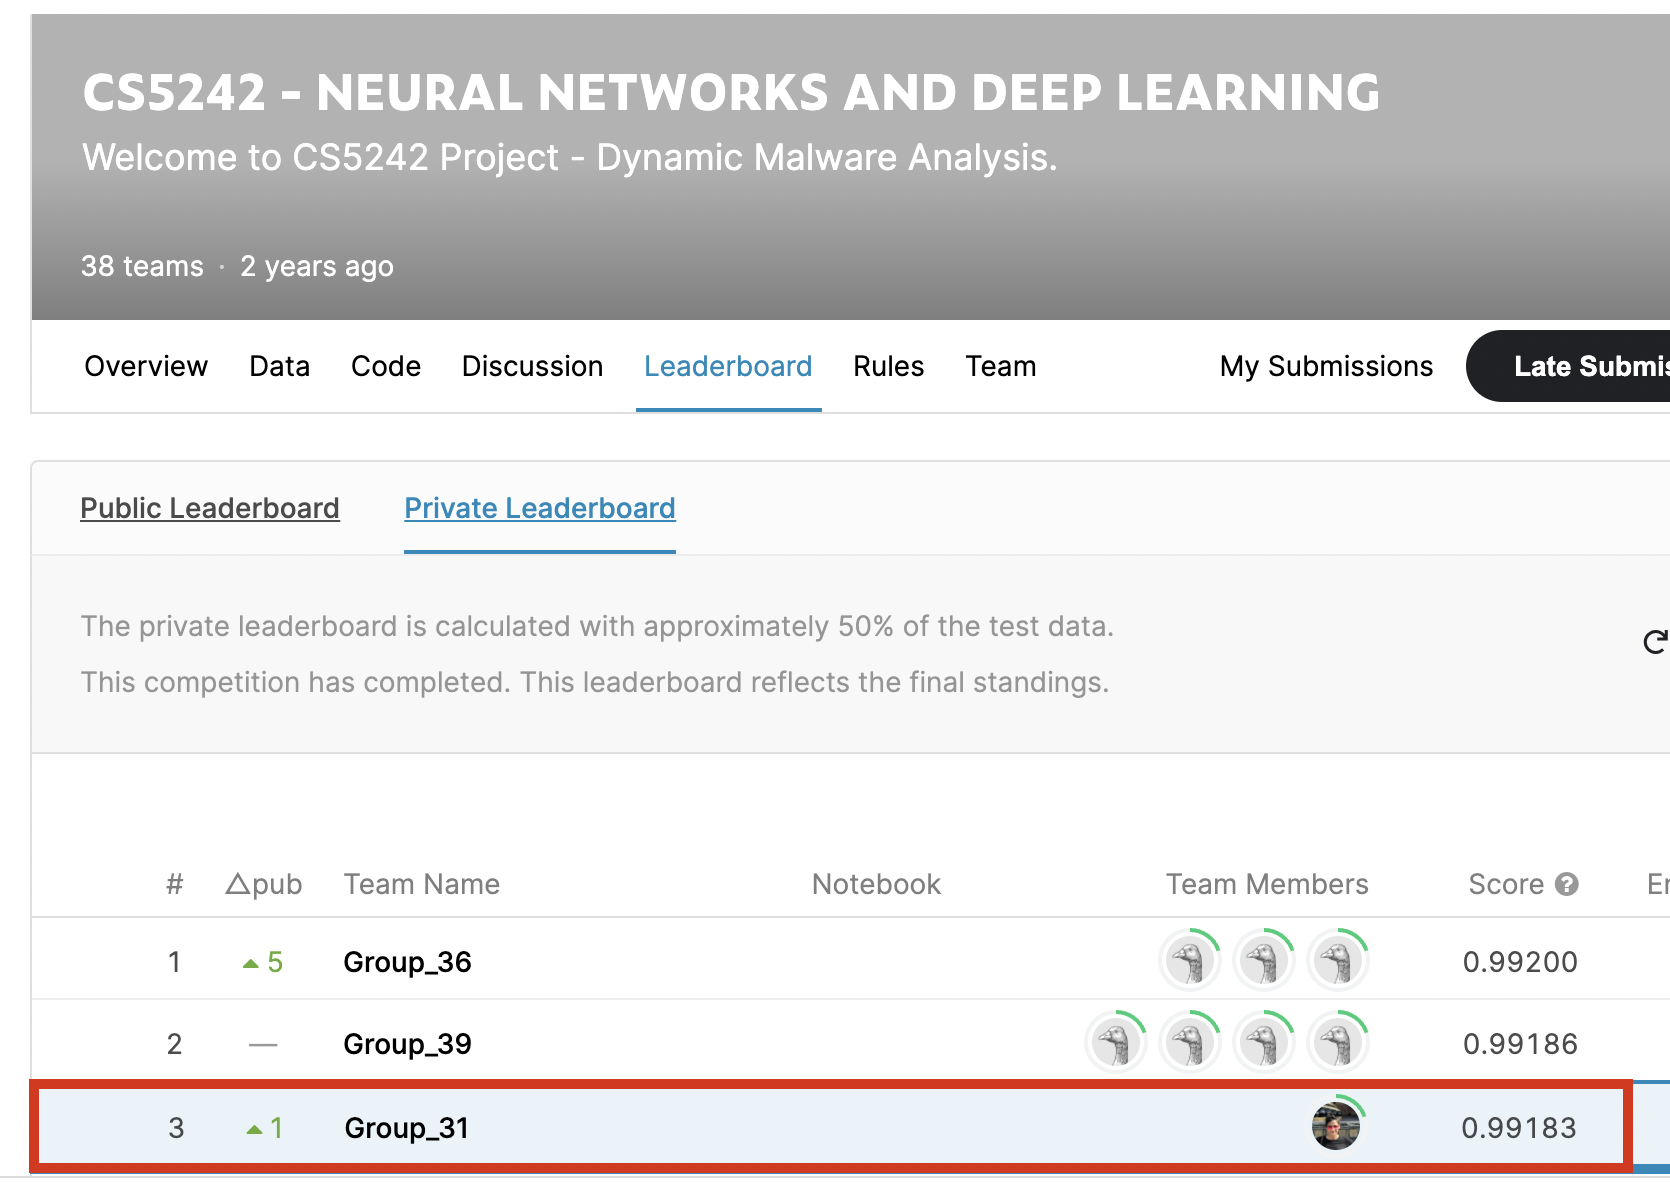 CS5242 - NEURAL NETWORKS AND DEEP LEARNING
Welcome to CS5242 Project - Dynamic Malware Analysis.
38 teams · 2 years ago
Overview Data Code Discussion Leaderboard Rules Team My Submissions Late Submis
Public Leaderboard Private Leaderboard
The private leaderboard is calculated with approximately 50% of the test data.
This competition has completed. This leaderboard reflects the final standings.
# △pub Team Name Notebook Team Members Score ? En
1 ▲ 5 Group_36 0.99200
2 — Group_39 0.99186
3 ▲ 1 Group_31 0.99183